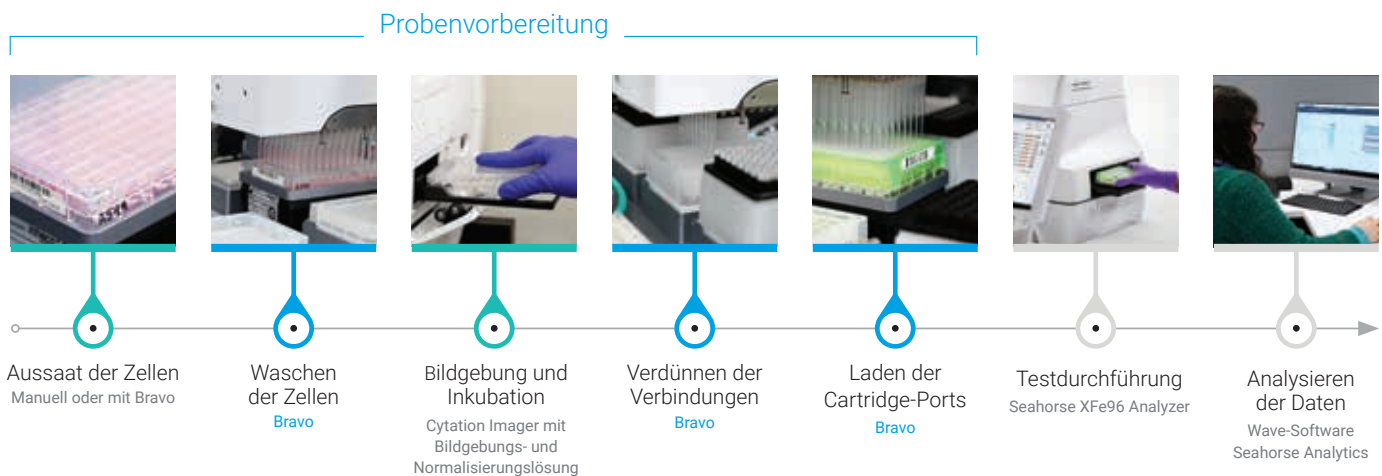 Probenvorbereitung
Aussaat der Zellen
Manuell oder mit Bravo
Waschen
der Zellen
Bravo
Bildgebung und
Inkubation
Cytation Imager mit
Bildgebungs- und
Normalisierungslösung
Verdünnen der
Verbindungen
Bravo
Laden der
Cartridge-Ports
Bravo
Testdurchführung
Seahorse XFe96 Analyzer
Analysieren
der Daten
Wave-Software
Seahorse Analytics